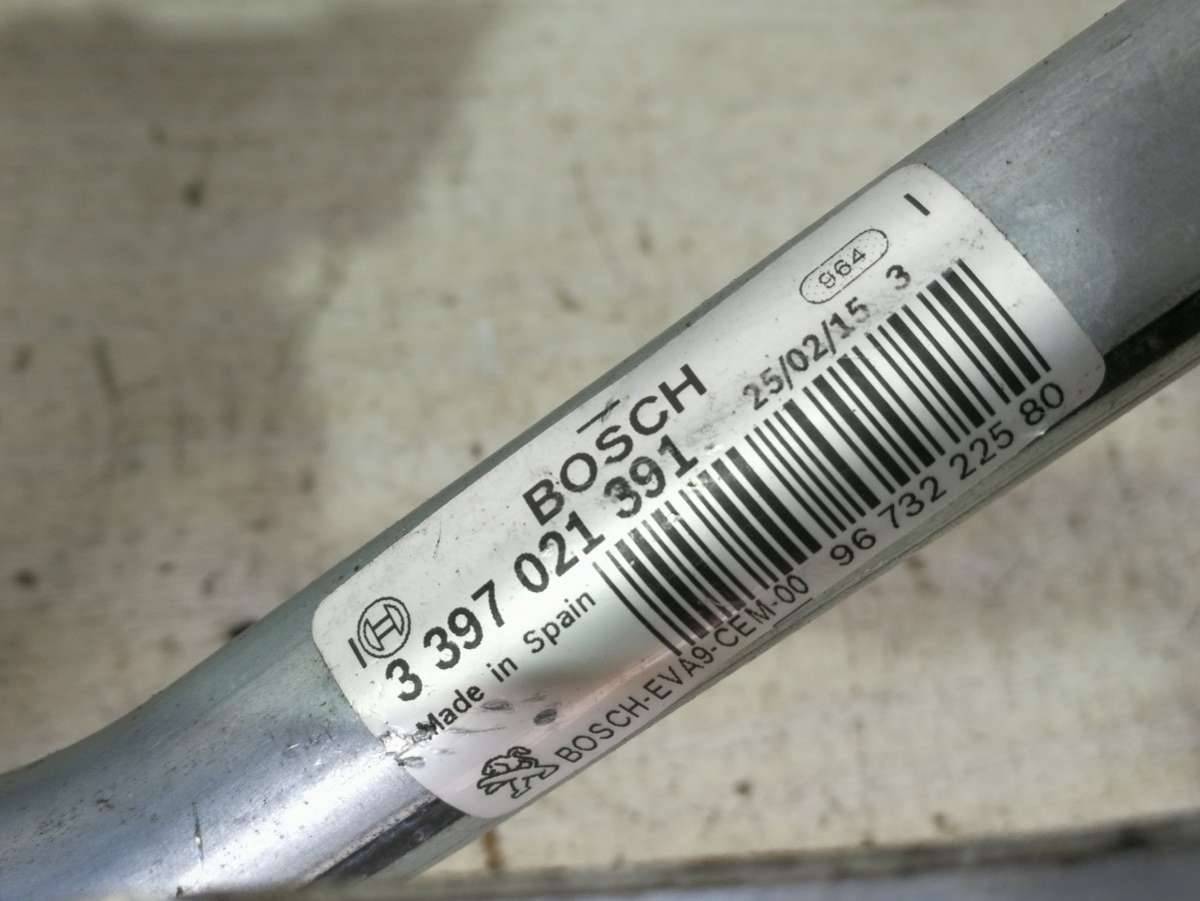 964
BOSCH 25/02/15 3
3 397 021 391
Made in Spain
BOSCH-EVA9-CEM-00 96 732 225 80